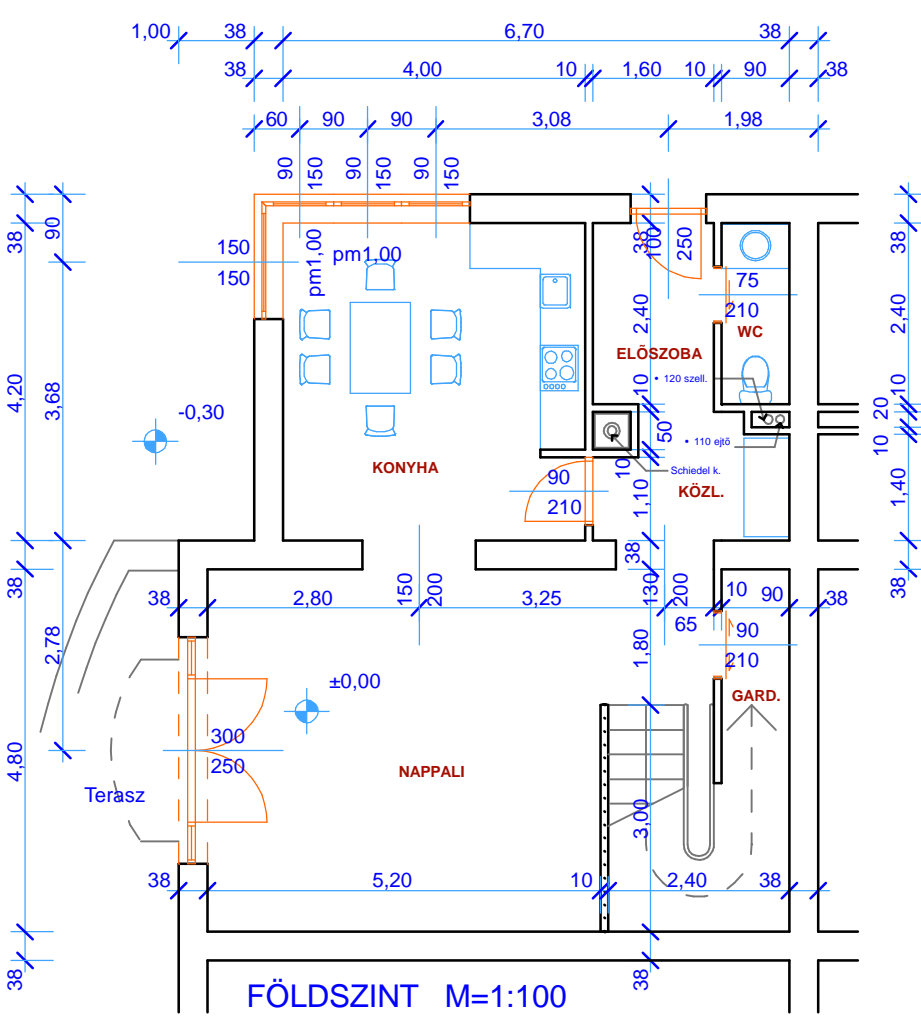 1,00 38 6,70 38
38 4,00 10 1,60 10 90 38
60 90 90 3,08 1,98
90 150 90 150 90 150
38 90 38 100 250 38
150
150
pm1,00 pm1,00
75
210
WC
2,40 2,40
ELŐSZOBA
• 120 szell.
4,20 3,68 10 10
-0,30
20
50
• 110 ejtő
10
KONYHA
Schiedel k.
10
90
210
KÖZL.
1,10 1,40
38 38 38
38 2,80 150 200 3,25 130 200 10 90 38
65
90
210
2,78 1,80
±0,00
GARD.
300
250
4,80
NAPPALI
Terasz
3,00
38 5,20 10 2,40 38
38 38
FÖLDSZINT M=1:100